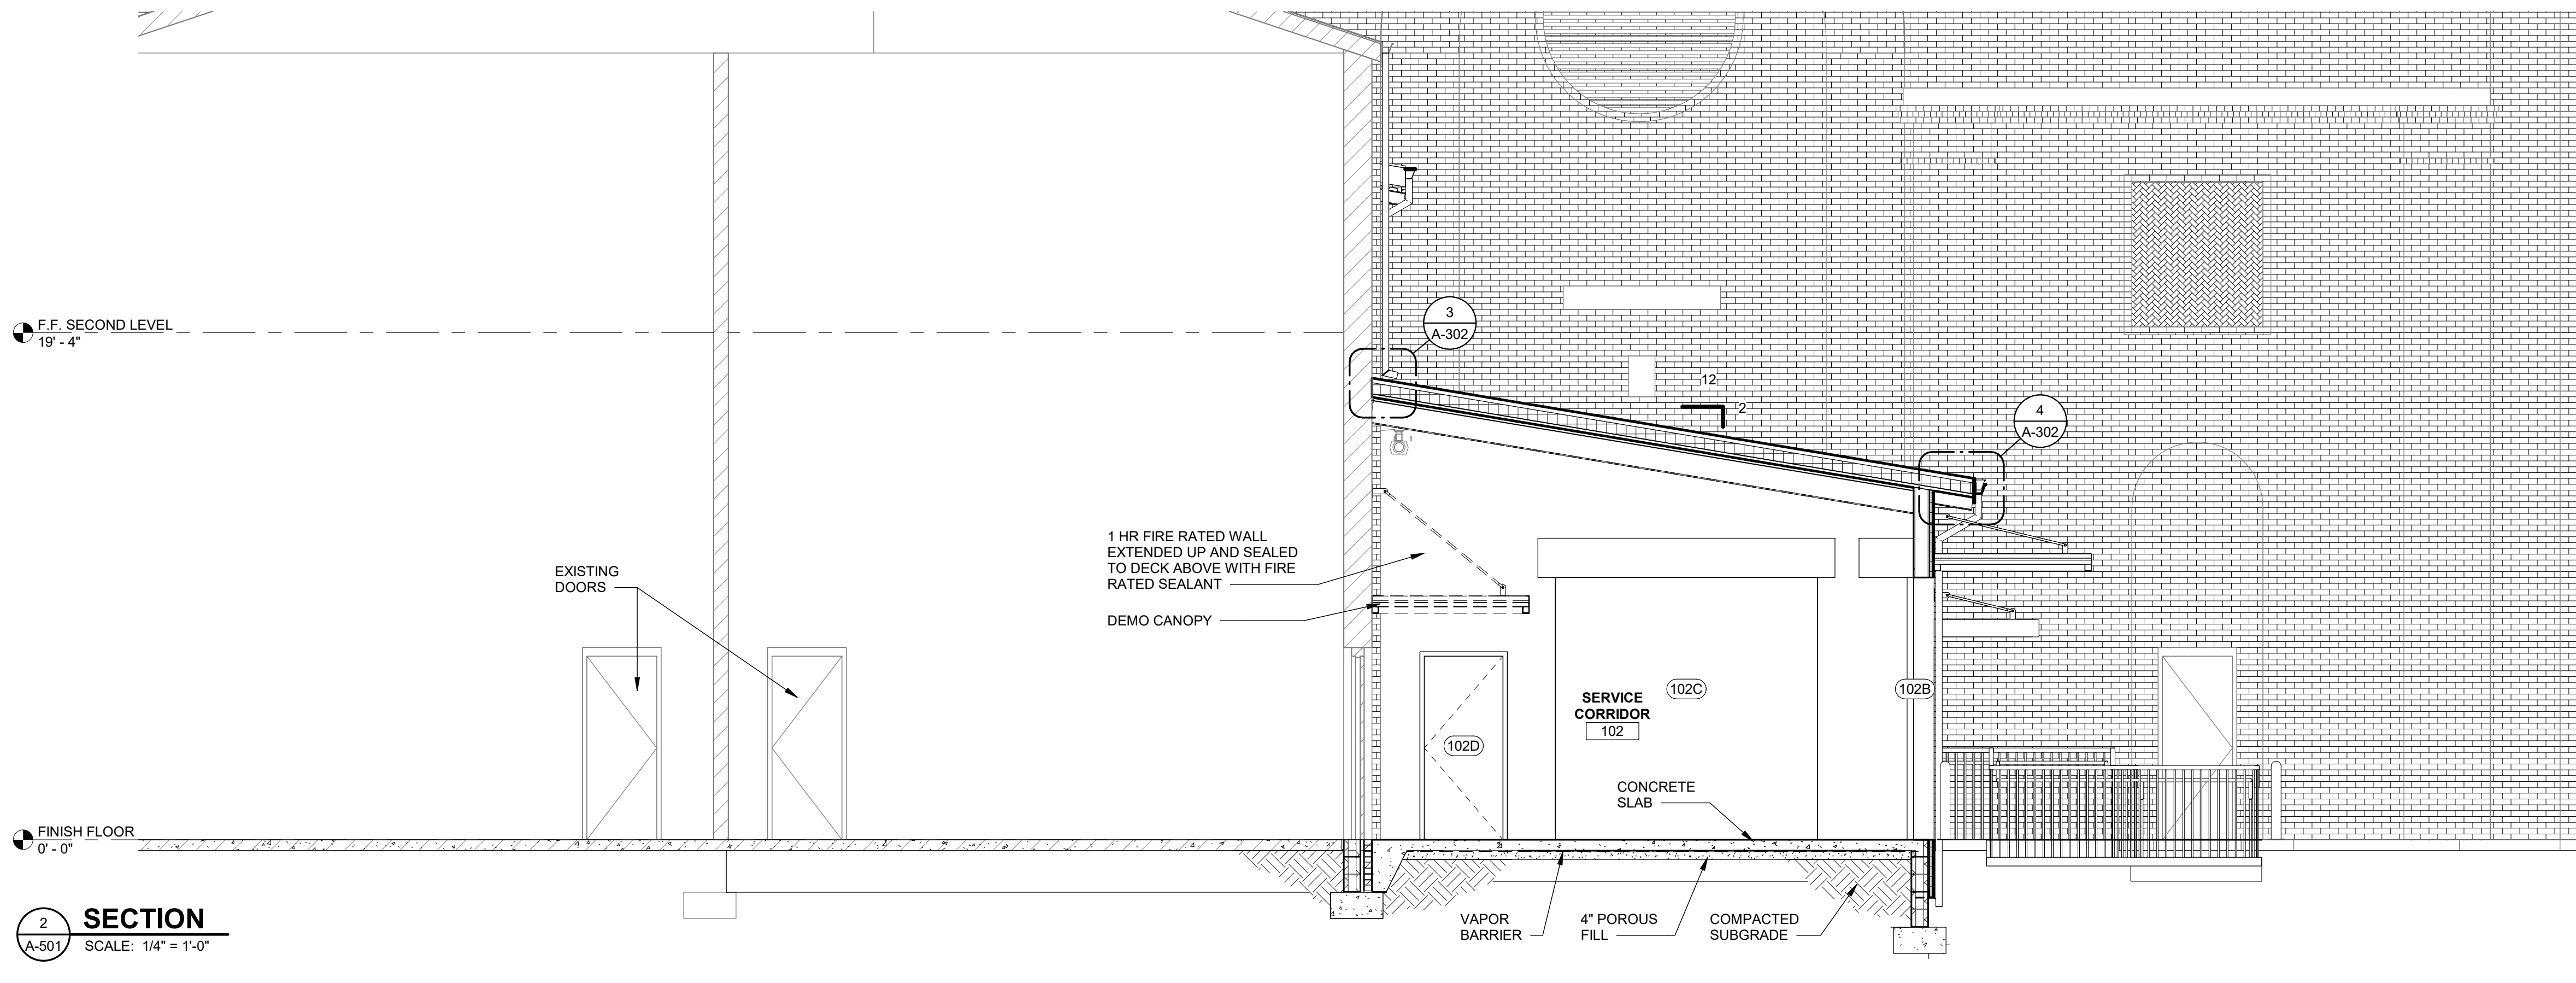 F.F. SECOND LEVEL
19' - 4"
3
A-302
12
2
4
A-302
1 HR FIRE RATED WALL
EXTENDED UP AND SEALED
TO DECK ABOVE WITH FIRE
RATED SEALANT
EXISTING
DOORS
DEMO CANOPY
102C
102B
SERVICE
CORRIDOR
102
102D
CONCRETE
SLAB
FINISH FLOOR
0' - 0"
VAPOR
BARRIER
4" POROUS
FILL
COMPACTED
SUBGRADE
2
A-501
SECTION
SCALE: 1/4" = 1'-0"